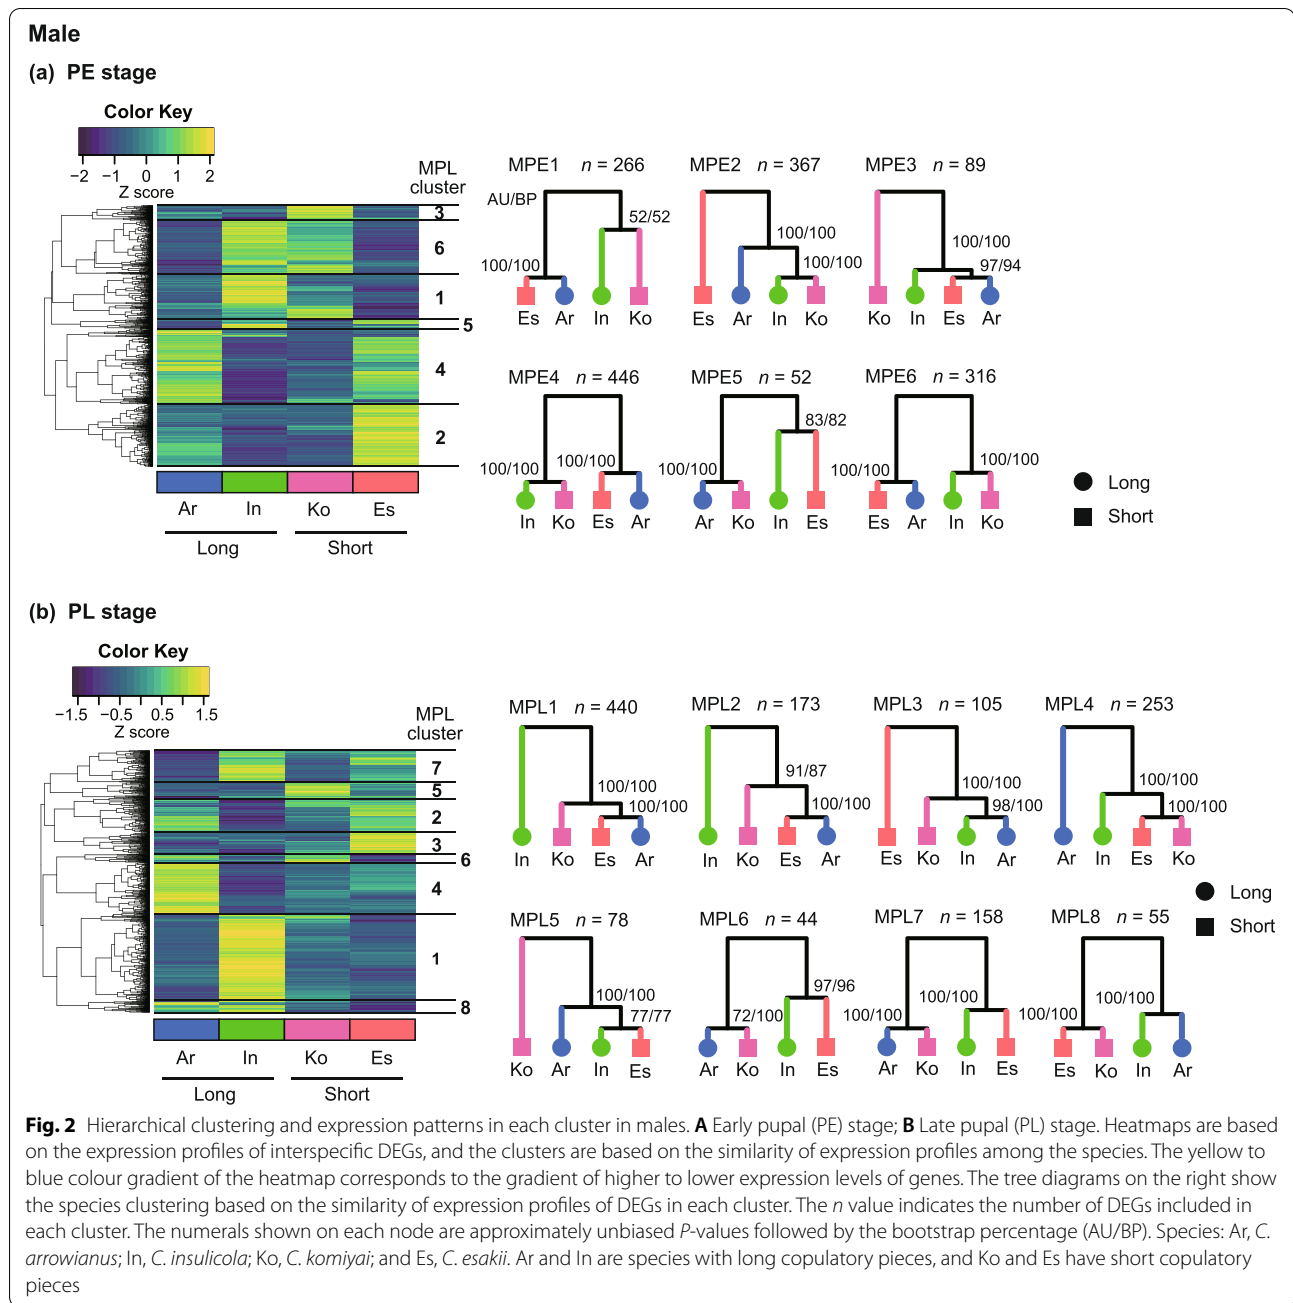 Male
(a) PE stage
Color Key
−2 −1 0 1 2
Z score
MPL
cluster
3
6
1
5
4
2
Ar In Ko Es
Long Short
MPE1 n = 266
AU/BP
52/52
100/100
Es Ar In Ko
MPE2 n = 367
100/100
100/100
Es Ar In Ko
MPE3 n = 89
100/100
97/94
Ko In Es Ar
MPE4 n = 446
100/100 100/100
In Ko Es Ar
MPE5 n = 52
83/82
100/100
Ar Ko In Es
MPE6 n = 316
100/100
100/100
Es Ar In Ko
Long
Short
(b) PL stage
Color Key
−1.5 −0.5 0.5 1.5
Z score
MPL
cluster
7
5
2
3
6
4
1
8
Ar In Ko Es
Long Short
MPL1 n = 440
100/100
100/100
In Ko Es Ar
MPL2 n = 173
91/87
100/100
In Ko Es Ar
MPL3 n = 105
100/100
98/100
Es Ko In Ar
MPL4 n = 253
100/100
100/100
Ar In Es Ko
MPL5 n = 78
100/100
77/77
Ko Ar In Es
MPL6 n = 44
97/96
72/100
Ar Ko In Es
MPL7 n = 158
100/100
100/100
Ar Ko In Es
MPL8 n = 55
100/100
100/100
Es Ko In Ar
Long
Short
Fig. 2 Hierarchical clustering and expression patterns in each cluster in males. A Early pupal (PE) stage; B Late pupal (PL) stage. Heatmaps are based
on the expression profiles of interspecific DEGs, and the clusters are based on the similarity of expression profiles among the species. The yellow to
blue colour gradient of the heatmap corresponds to the gradient of higher to lower expression levels of genes. The tree diagrams on the right show
the species clustering based on the similarity of expression profiles of DEGs in each cluster. The n value indicates the number of DEGs included in
each cluster. The numerals shown on each node are approximately unbiased P-values followed by the bootstrap percentage (AU/BP). Species: Ar, C.
arrowianus; In, C. insulicola; Ko, C. komiyai; and Es, C. esakii. Ar and In are species with long copulatory pieces, and Ko and Es have short copulatory
pieces